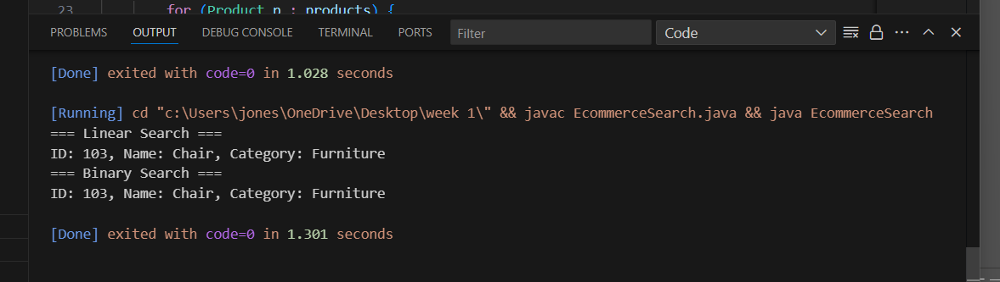 23 for (Product p : products) {
PROBLEMS OUTPUT DEBUG CONSOLE TERMINAL PORTS Filter Code
[Done] exited with code=0 in 1.028 seconds
[Running] cd "c:\Users\jones\OneDrive\Desktop\week 1\" && javac EcommerceSearch.java && java EcommerceSearch
=== Linear Search ===
ID: 103, Name: Chair, Category: Furniture
=== Binary Search ===
ID: 103, Name: Chair, Category: Furniture
[Done] exited with code=0 in 1.301 seconds